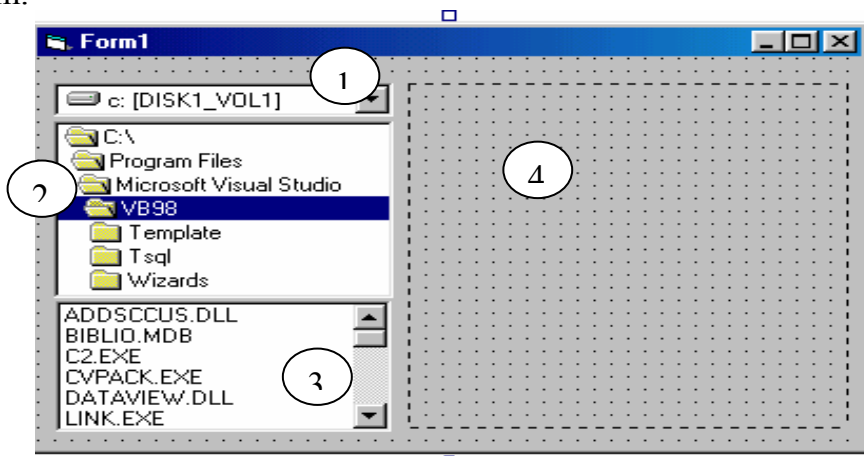 Form1
1
c: [DISK1_VOL1]
C:\
Program Files
Microsoft Visual Studio
2
VB98
Template
Tsql
Wizards
ADDSCCUS.DLL
BIBLIO.MDB
C2.EXE
CVPACK.EXE
3
DATAVIEW.DLL
LINK.EXE
4